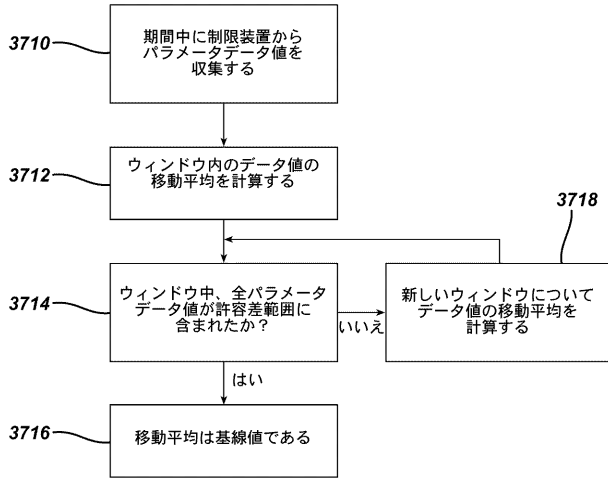 3710
期間中に制限装置から
パラメータデータ値を
収集する
3712
ウィンドウ内のデータ値の
移動平均を計算する
3718
3714
ウィンドウ中、全パラメータ
データ値が許容差範囲に
含まれたか？
いいえ
新しいウィンドウについて
データ値の移動平均を
計算する
はい
3716
移動平均は基線値である